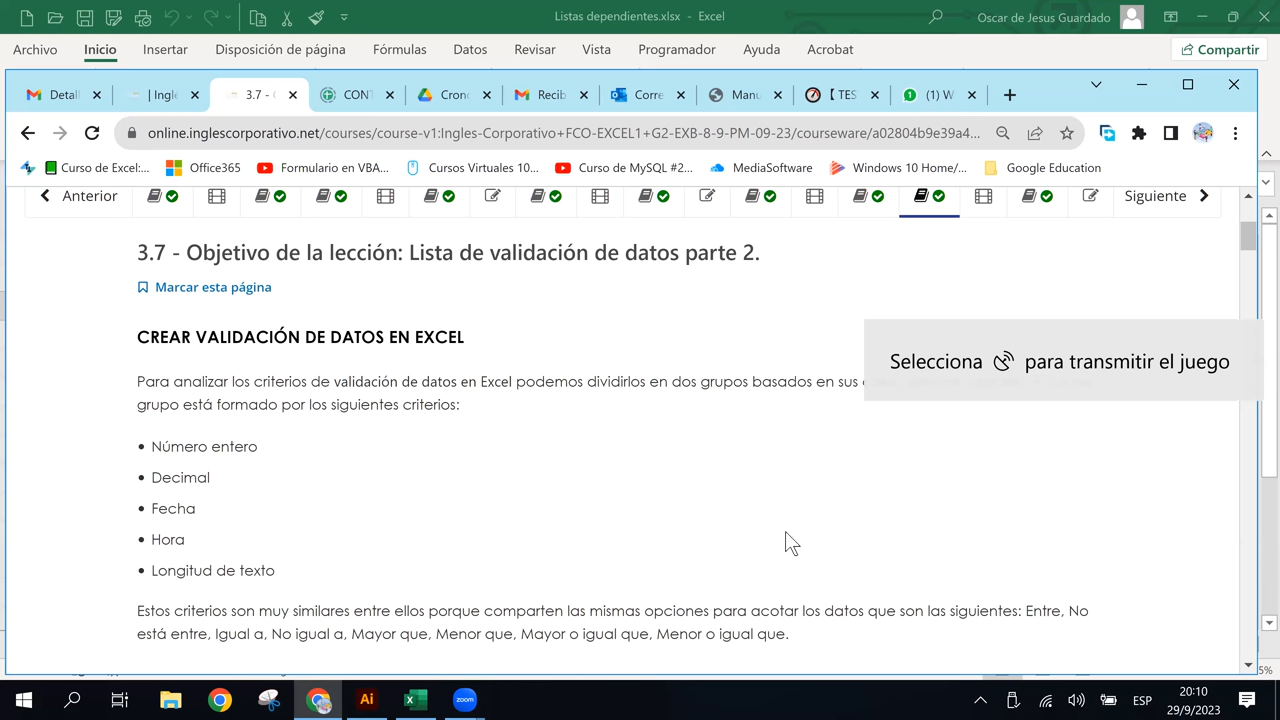 Listas dependientes.xlsx - Excel
Oscar de Jesus Guardado
Archivo Inicio Insertar Disposición de página Fórmulas Datos Revisar Vista Programador Ayuda Acrobat Compartir
Detall | Ingle 3.7 - CONT Crono Recib Corre Manu 【 TES (1) W
online.inglescorporativo.net/courses/course-v1:Ingles-Corporativo+FCO-EXCEL1+G2-EXB-8-9-PM-09-23/courseware/a02804b9e39a4...
Curso de Excel:... Office365 Formulario en VBA... Cursos Virtuales 10... Curso de MySQL #2... MediaSoftware Windows 10 Home/... Google Education
Anterior Siguiente
3.7 - Objetivo de la lección: Lista de validación de datos parte 2.
Marcar esta página
CREAR VALIDACIÓN DE DATOS EN EXCEL
Selecciona para transmitir el juego
Para analizar los criterios de validación de datos en Excel podemos dividirlos en dos grupos basados en sus
grupo está formado por los siguientes criterios:
• Número entero
• Decimal
• Fecha
• Hora
• Longitud de texto
Estos criterios son muy similares entre ellos porque comparten las mismas opciones para acotar los datos que son las siguientes: Entre, No
está entre, Igual a, No igual a, Mayor que, Menor que, Mayor o igual que, Menor o igual que.
5%
Ai zoom ESP
20:10
29/9/2023